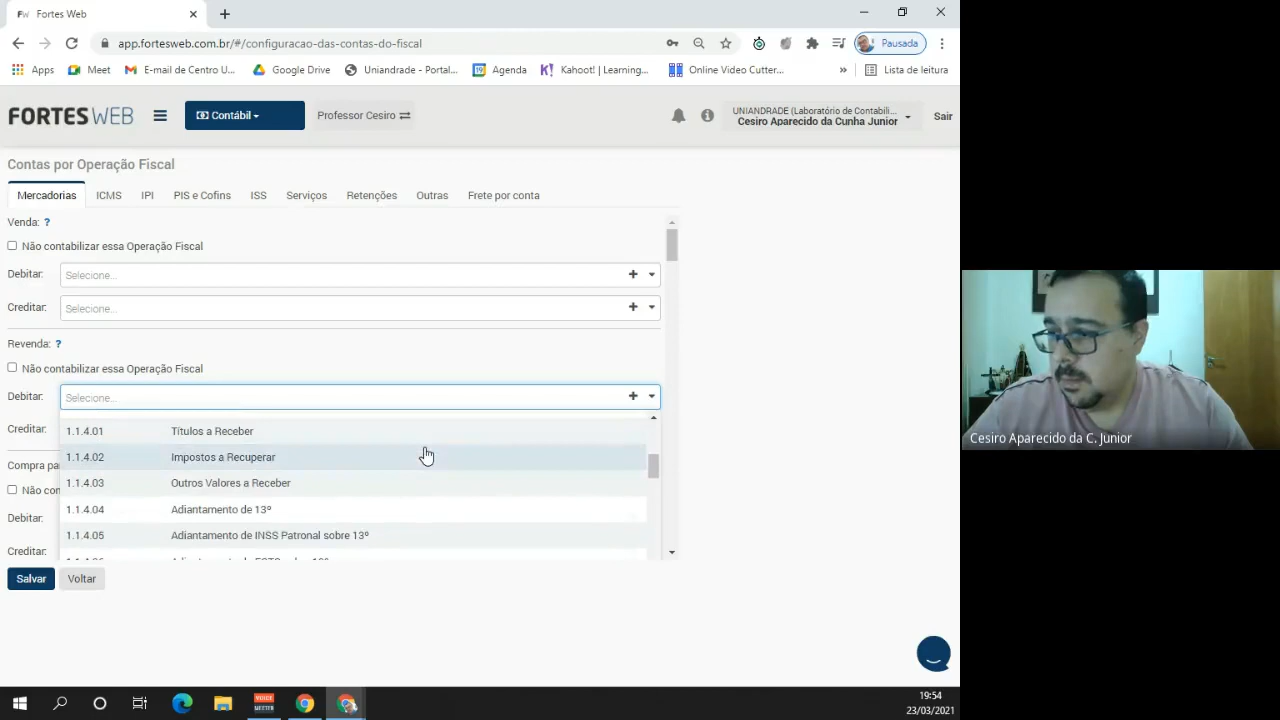 FW Fortes Web
app.fortesweb.com.br/#/configuracao-das-contas-do-fiscal
Pausada
Apps Meet E-mail de Centro U... Google Drive Uniandrade - Portal... Agenda Kahoot! | Learning... Online Video Cutter... » Lista de leitura
FORTES WEB Contábil Professor Cesiro UNIANDRADE (Laboratório de Contabili... Sair
Cesiro Aparecido da Cunha Junior
Contas por Operação Fiscal
Mercadorias ICMS IPI PIS e Cofins ISS Serviços Retenções Outras Frete por conta
Venda: ?
Não contabilizar essa Operação Fiscal
Debitar: Selecione...
Creditar: Selecione...
Revenda: ?
Não contabilizar essa Operação Fiscal
Debitar: Selecione...
Creditar: 1.1.4.01 Títulos a Receber
1.1.4.02 Impostos a Recuperar
Compra pa
1.1.4.03 Outros Valores a Receber
Não con
1.1.4.04 Adiantamento de 13º
Debitar:
1.1.4.05 Adiantamento de INSS Patronal sobre 13º
Creditar:
Salvar Voltar
Cesiro Aparecido da C. Junior
19:54
23/03/2021